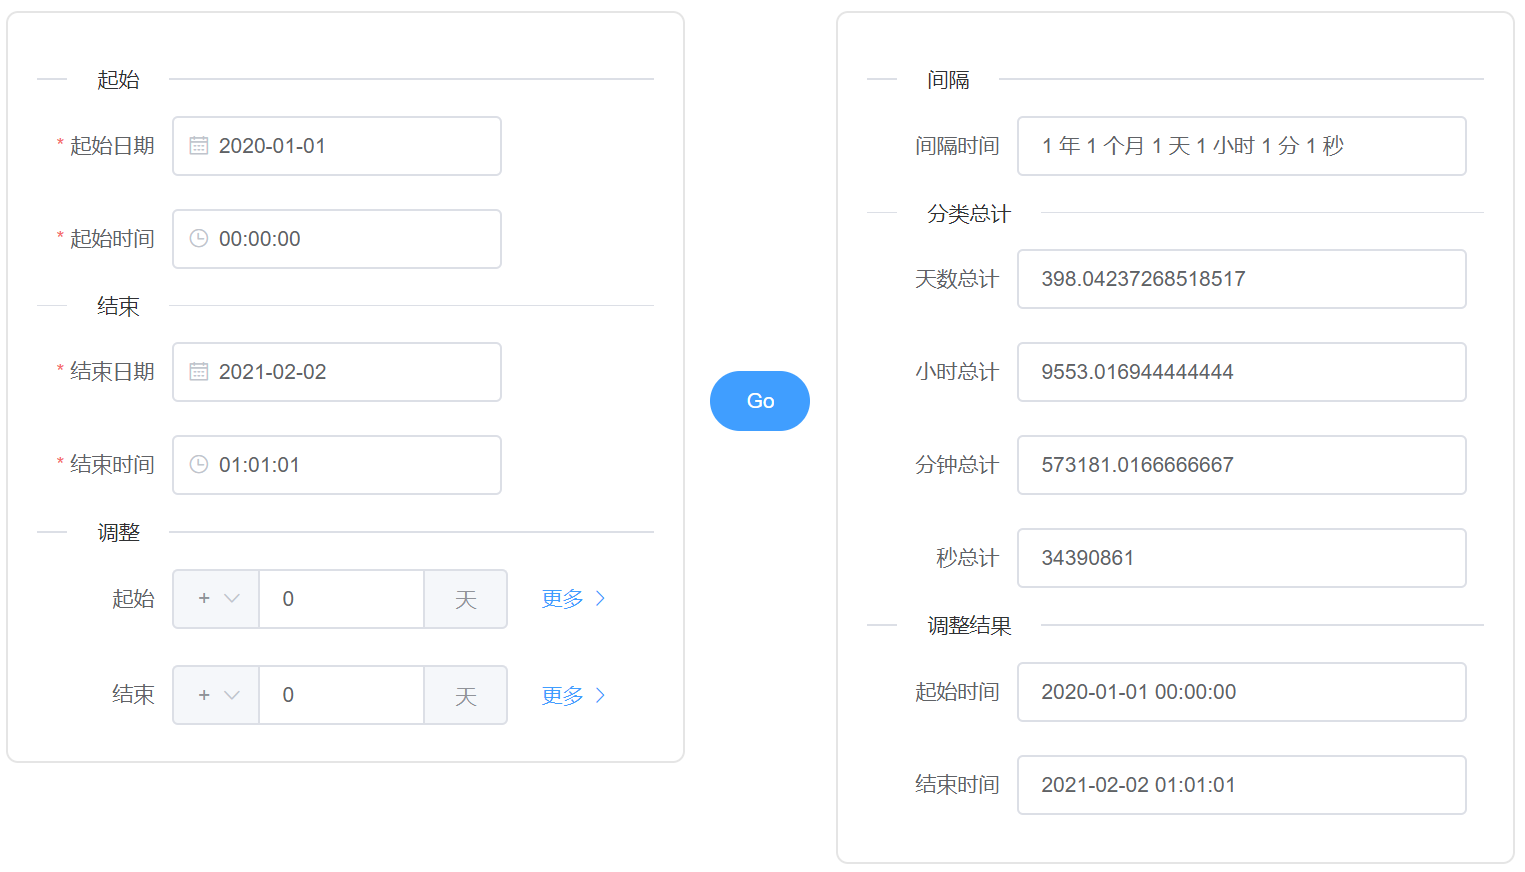 起始
* 起始日期 2020-01-01
* 起始时间 00:00:00
结束
* 结束日期 2021-02-02
* 结束时间 01:01:01
调整
起始 + 0 天 更多
结束 + 0 天 更多
Go
间隔
间隔时间 1 年 1 个月 1 天 1 小时 1 分 1 秒
分类总计
天数总计 398.04237268518517
小时总计 9553.016944444444
分钟总计 573181.0166666667
秒总计 34390861
调整结果
起始时间 2020-01-01 00:00:00
结束时间 2021-02-02 01:01:01